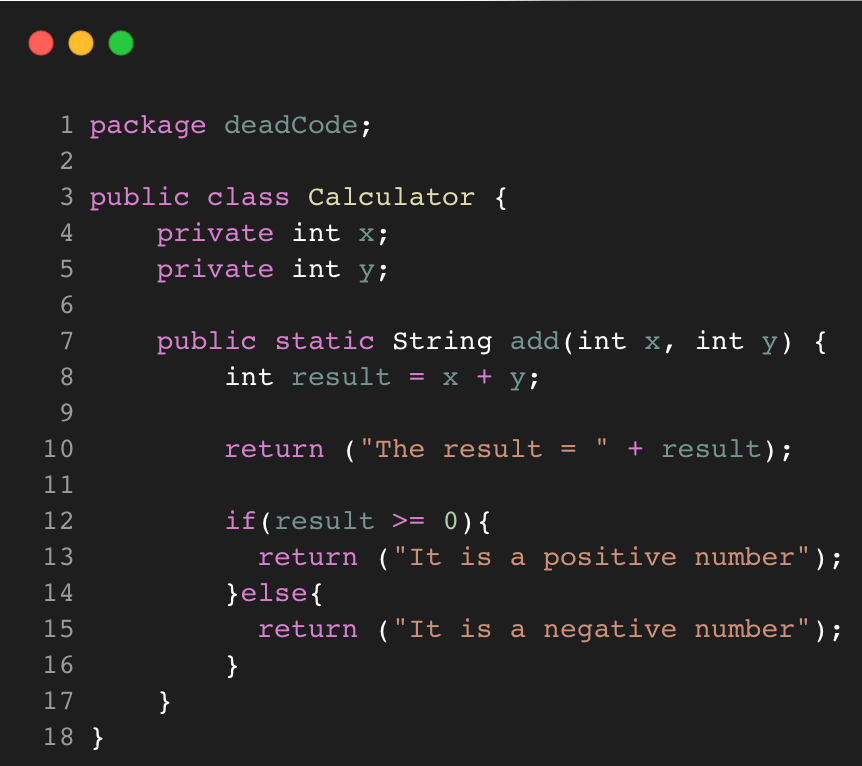 1 package deadCode;
2
3 public class Calculator {
4     private int x;
5     private int y;
6
7     public static String add(int x, int y) {
8         int result = x + y;
9
10         return ("The result = " + result);
11
12         if(result >= 0){
13           return ("It is a positive number");
14         }else{
15           return ("It is a negative number");
16         }
17     }
18 }